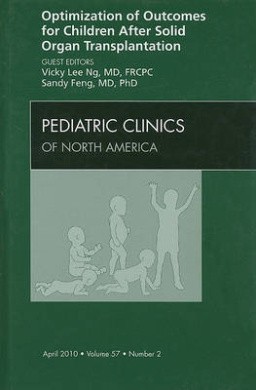 Optimization of Outcomes
for Children After Solid
Organ Transplantation
GUEST EDITORS
Vicky Lee Ng, MD, FRCPC
Sandy Feng, MD, PhD
PEDIATRIC CLINICS
OF NORTH AMERICA
April 2010 • Volume 57 • Number 2